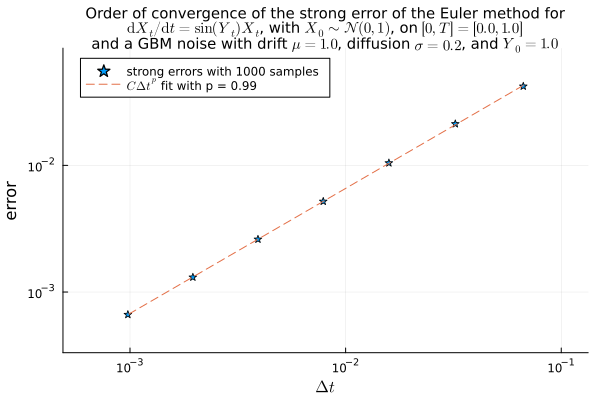 Order of convergence of the strong error of the Euler method for
dX_t/dt = sin(Y_t)X_t, with X_0 ∼ 𝒩(0, 1), on [0, T] = [0.0, 1.0]
and a GBM noise with drift μ = 1.0, diffusion σ = 0.2, and Y_0 = 1.0
strong errors with 1000 samples
CΔt^p fit with p = 0.99
10^-2
10^-3
error
10^-3
10^-2
10^-1
Δt